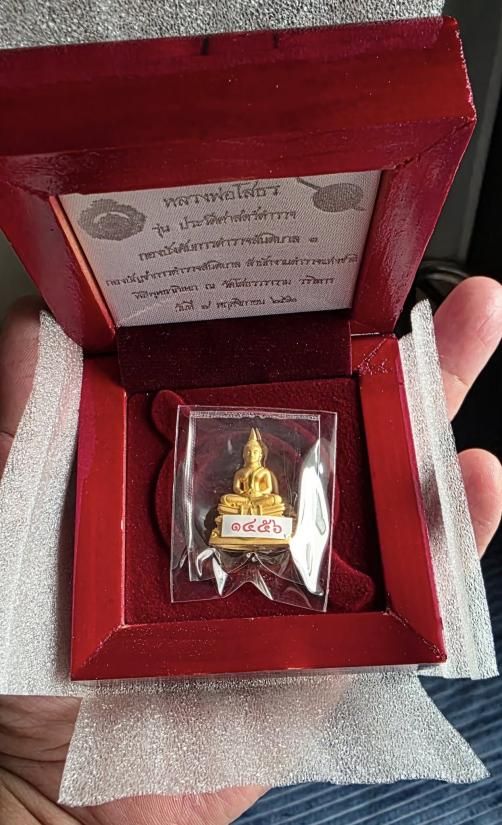 หลวงพ่อโสธร
รุ่น ประวัติศาสตร์ตำรวจ
กองบังคับการตำรวจสันติบาล ๑
กองบัญชาการตำรวจสันติบาล สำนักงานตำรวจแห่งชาติ
พิธีพุทธาภิเษก ณ วัดโสธรวราราม วรวิหาร
วันที่ ๗ พฤศจิกายน
๑๔๕๖